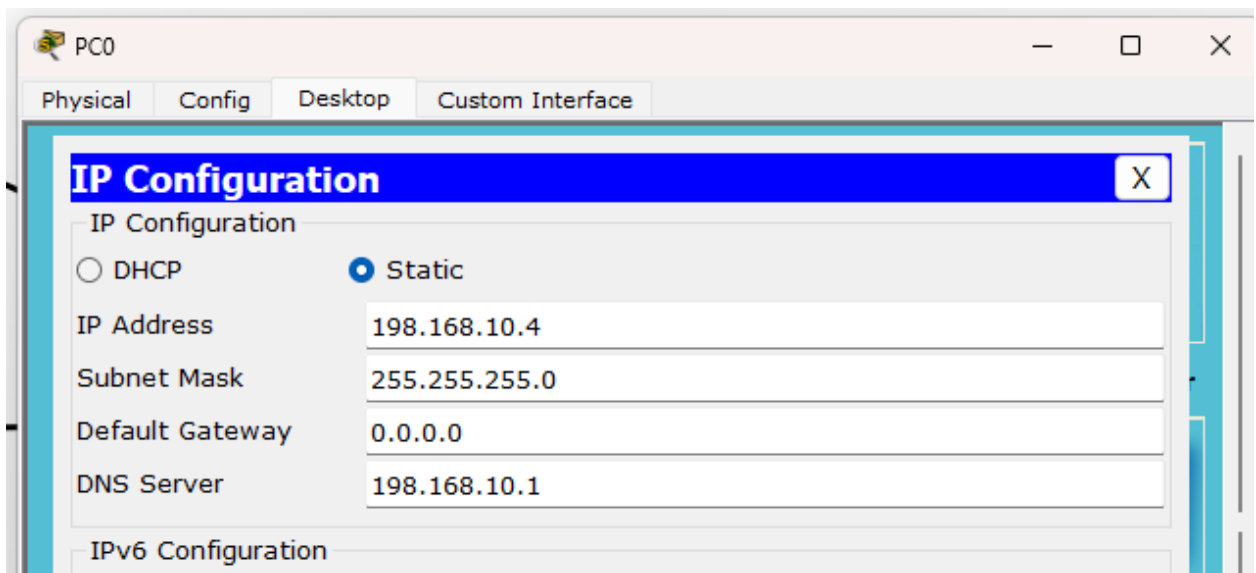 PC0
Physical Config Desktop Custom Interface
IP Configuration X
IP Configuration
DHCP Static
IP Address 198.168.10.4
Subnet Mask 255.255.255.0
Default Gateway 0.0.0.0
DNS Server 198.168.10.1
IPv6 Configuration